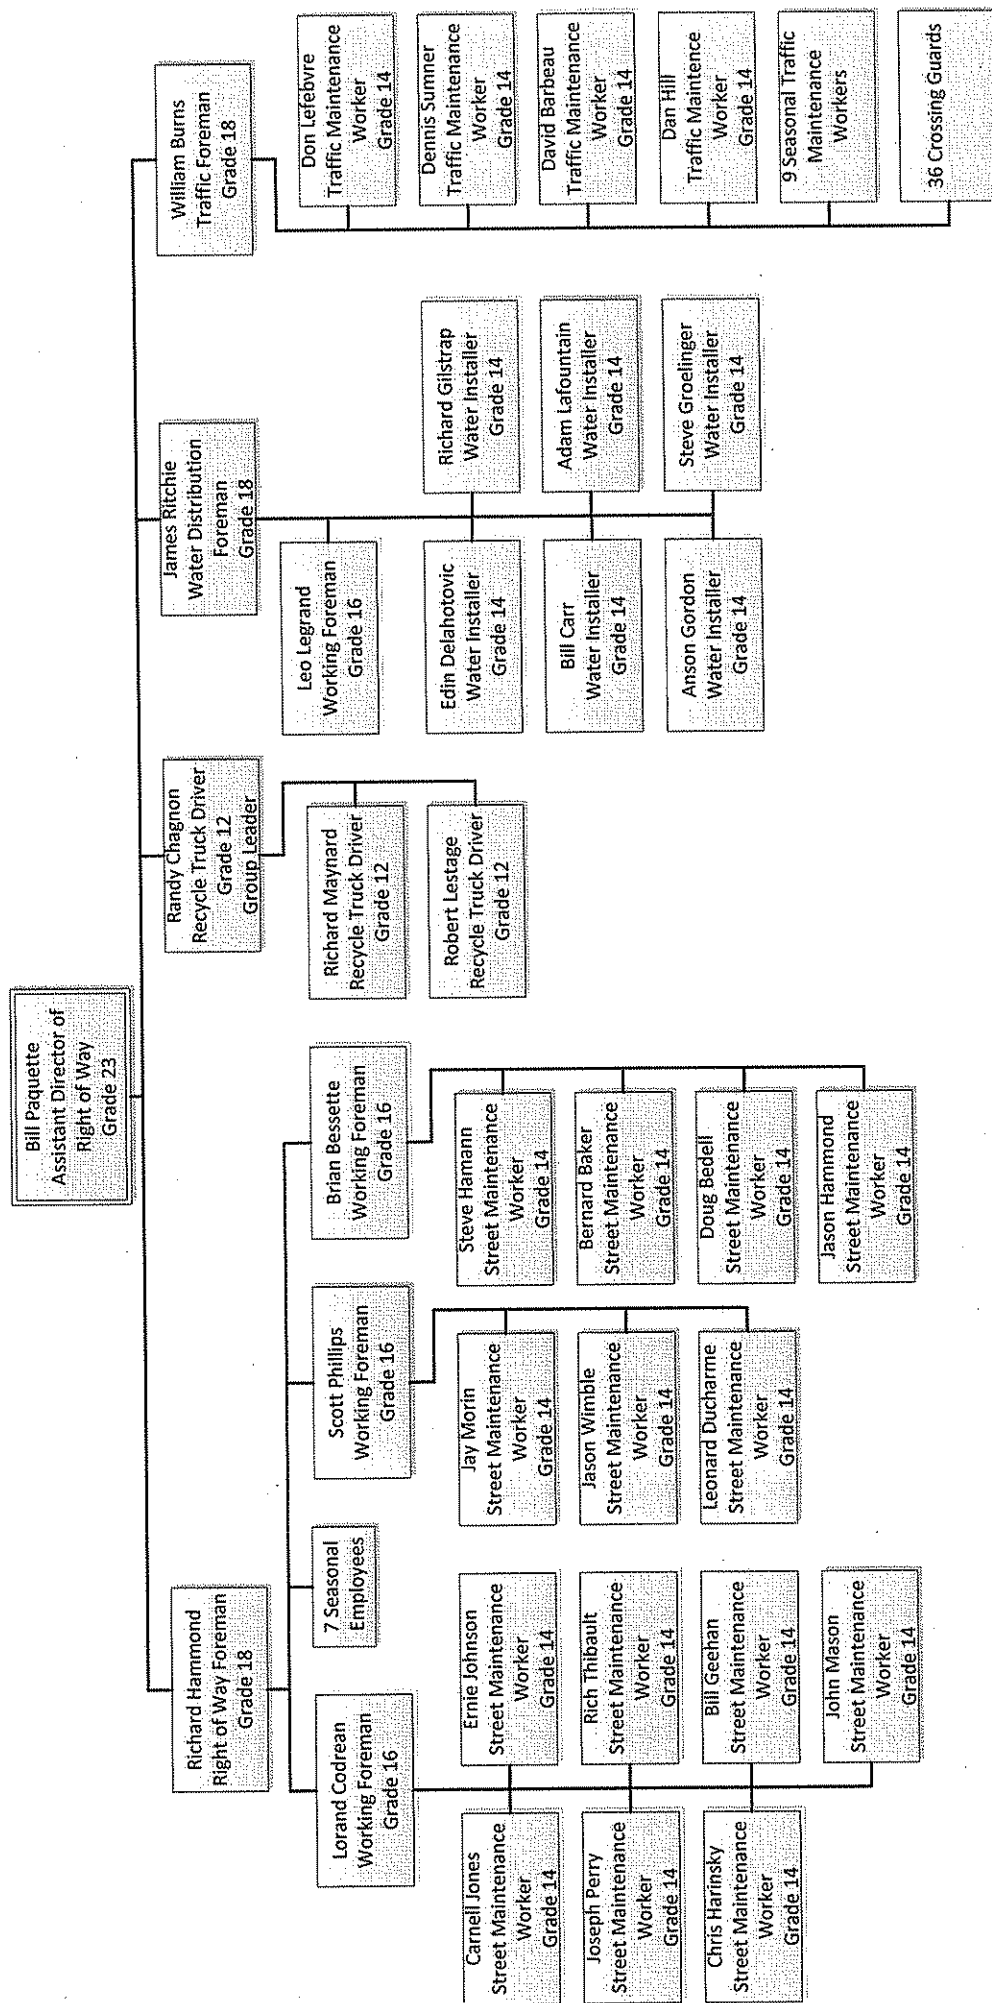 Bill Paquette
Assistant Director of
Right of Way
Grade 23
Richard Hammond
Right of Way Foreman
Grade 18
Randy Chagnon
Recycle Truck Driver
Grade 12
Group Leader
James Ritchie
Water Distribution
Foreman
Grade 18
William Burns
Traffic Foreman
Grade 18
Lorand Codrean
Working Foreman
Grade 16
7 Seasonal
Employees
Scott Phillips
Working Foreman
Grade 16
Brian Bessette
Working Foreman
Grade 16
Carnell Jones
Street Maintenance
Worker
Grade 14
Ernie Johnson
Street Maintenance
Worker
Grade 14
Joseph Perry
Street Maintenance
Worker
Grade 14
Rich Thibault
Street Maintenance
Worker
Grade 14
Chris Harinsky
Street Maintenance
Worker
Grade 14
Bill Geehan
Street Maintenance
Worker
Grade 14
John Mason
Street Maintenance
Worker
Grade 14
Jay Morin
Street Maintenance
Worker
Grade 14
Jason Wimble
Street Maintenance
Worker
Grade 14
Leonard Ducharme
Street Maintenance
Worker
Grade 14
Steve Hamann
Street Maintenance
Worker
Grade 14
Bernard Baker
Street Maintenance
Worker
Grade 14
Doug Bedell
Street Maintenance
Worker
Grade 14
Jason Hammond
Street Maintenance
Worker
Grade 14
Richard Maynard
Recycle Truck Driver
Grade 12
Robert Lestage
Recycle Truck Driver
Grade 12
Leo Legrand
Working Foreman
Grade 16
Edin Delahotovic
Water Installer
Grade 14
Richard Gilstrap
Water Installer
Grade 14
Bill Carr
Water Installer
Grade 14
Adam Lafountain
Water Installer
Grade 14
Anson Gordon
Water Installer
Grade 14
Steve Groelinger
Water Installer
Grade 14
Don Lefebvre
Traffic Maintenance
Worker
Grade 14
Dennis Sumner
Traffic Maintenance
Worker
Grade 14
David Barbeau
Traffic Maintenance
Worker
Grade 14
Dan Hill
Traffic Maintence
Worker
Grade 14
9 Seasonal Traffic
Maintenance
Workers
36 Crossing Guards